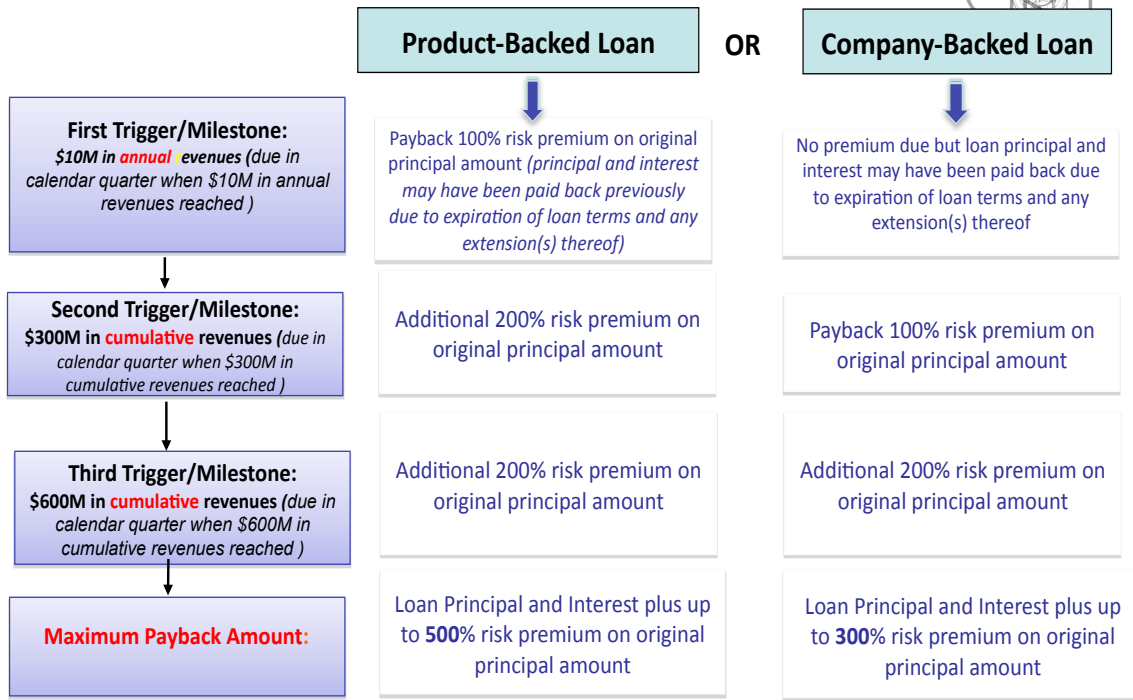 Product-Backed Loan
OR
Company-Backed Loan
First Trigger/Milestone:
$10M in annual revenues (due in
calendar quarter when $10M in annual
revenues reached )
Payback 100% risk premium on original
principal amount (principal and interest
may have been paid back previously
due to expiration of loan terms and any
extension(s) thereof)
No premium due but loan principal and
interest may have been paid back due
to expiration of loan terms and any
extension(s) thereof
Second Trigger/Milestone:
$300M in cumulative revenues (due in
calendar quarter when $300M in
cumulative revenues reached )
Additional 200% risk premium on
original principal amount
Payback 100% risk premium on
original principal amount
Third Trigger/Milestone:
$600M in cumulative revenues (due in
calendar quarter when $600M in
cumulative revenues reached )
Additional 200% risk premium on
original principal amount
Additional 200% risk premium on
original principal amount
Maximum Payback Amount:
Loan Principal and Interest plus up
to 500% risk premium on original
principal amount
Loan Principal and Interest plus up
to 300% risk premium on original
principal amount